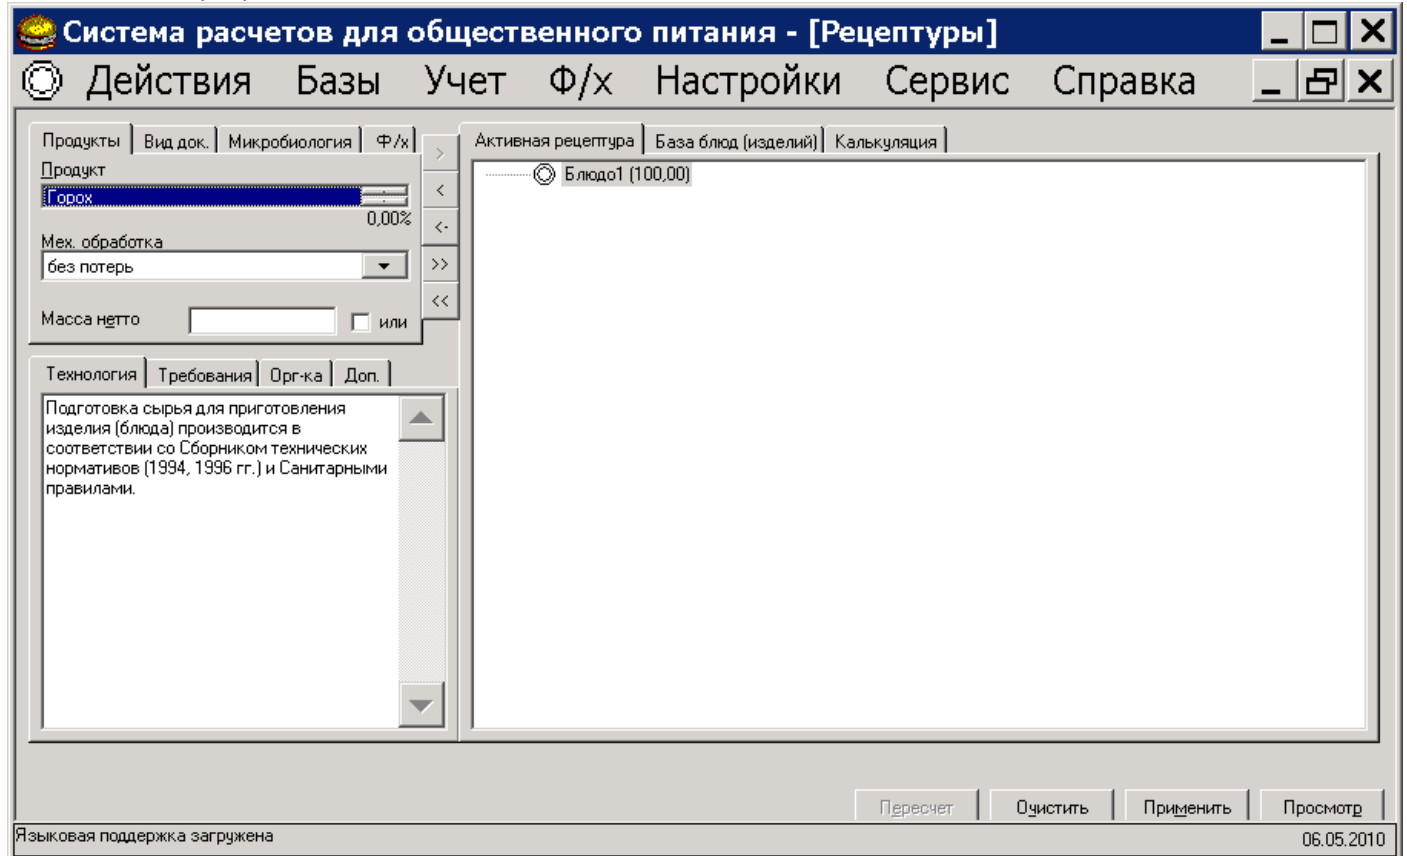 Система расчетов для общественного питания - [Рецептуры]
Действия Базы Учет Ф/х Настройки Сервис Справка
Продукты Вид док. Микробиология Ф/х
Активная рецептура База блюд (изделий) Калькуляция
>
Продукт
Блюдо1 (100,00)
Горох
<
0,00%
<-
Мех. обработка
без потерь
>>
<<
Масса нетто
или
Технология Требования Орг-ка Доп.
Подготовка сырья для приготовления
изделия (блюда) производится в
соответствии со Сборником технических
нормативов (1994, 1996 гг.) и Санитарными
правилами.
Пересчет Очистить Применить Просмотр
Языковая поддержка загружена
06.05.2010